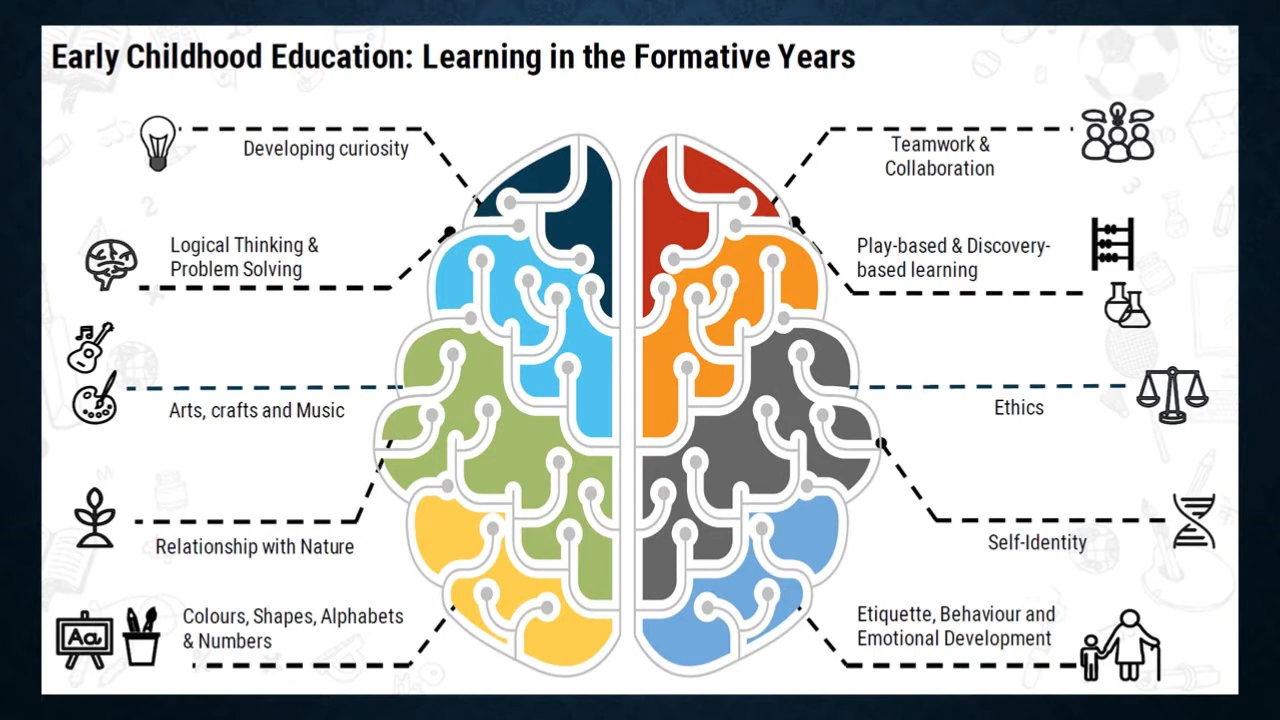 Early Childhood Education: Learning in the Formative Years
Developing curiosity
Logical Thinking &
Problem Solving
Arts, crafts and Music
Relationship with Nature
Aa
Colours, Shapes, Alphabets
& Numbers
Teamwork &
Collaboration
Play-based & Discovery-
based learning
Ethics
Self-Identity
Etiquette, Behaviour and
Emotional Development